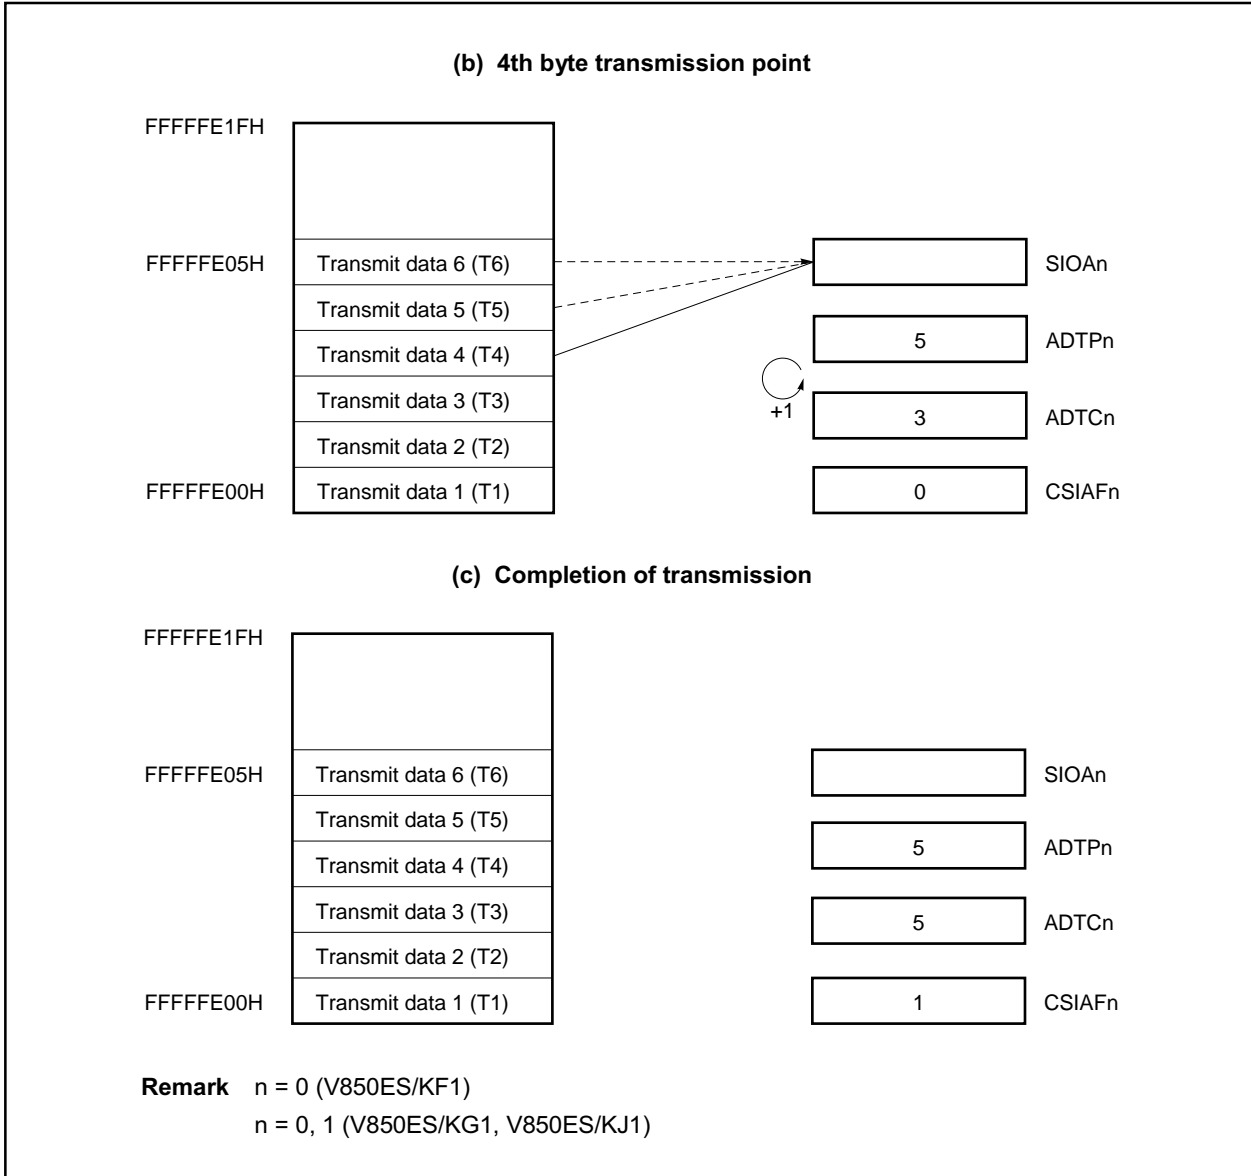 (b) 4th byte transmission point
FFFFFE1FH
FFFFFE05H
Transmit data 6 (T6)
SIOAn
Transmit data 5 (T5)
5
ADTPn
Transmit data 4 (T4)
+1
Transmit data 3 (T3)
3
ADTCn
Transmit data 2 (T2)
FFFFFE00H
Transmit data 1 (T1)
0
CSIAFn
(c) Completion of transmission
FFFFFE1FH
FFFFFE05H
Transmit data 6 (T6)
SIOAn
Transmit data 5 (T5)
5
ADTPn
Transmit data 4 (T4)
Transmit data 3 (T3)
5
ADTCn
Transmit data 2 (T2)
FFFFFE00H
Transmit data 1 (T1)
1
CSIAFn
Remark n = 0 (V850ES/KF1)
n = 0, 1 (V850ES/KG1, V850ES/KJ1)